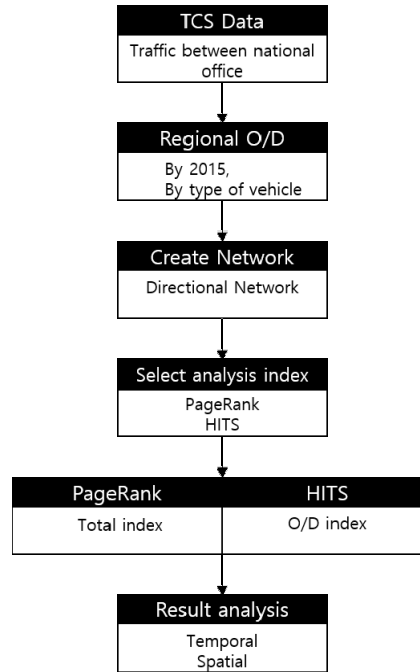 TCS Data
Traffic between national
office
Regional O/D
By 2015,
By type of vehicle
Create Network
Directional Network
Select analysis index
PageRank
HITS
PageRank
HITS
Total index
O/D index
Result analysis
Temporal
Spatial